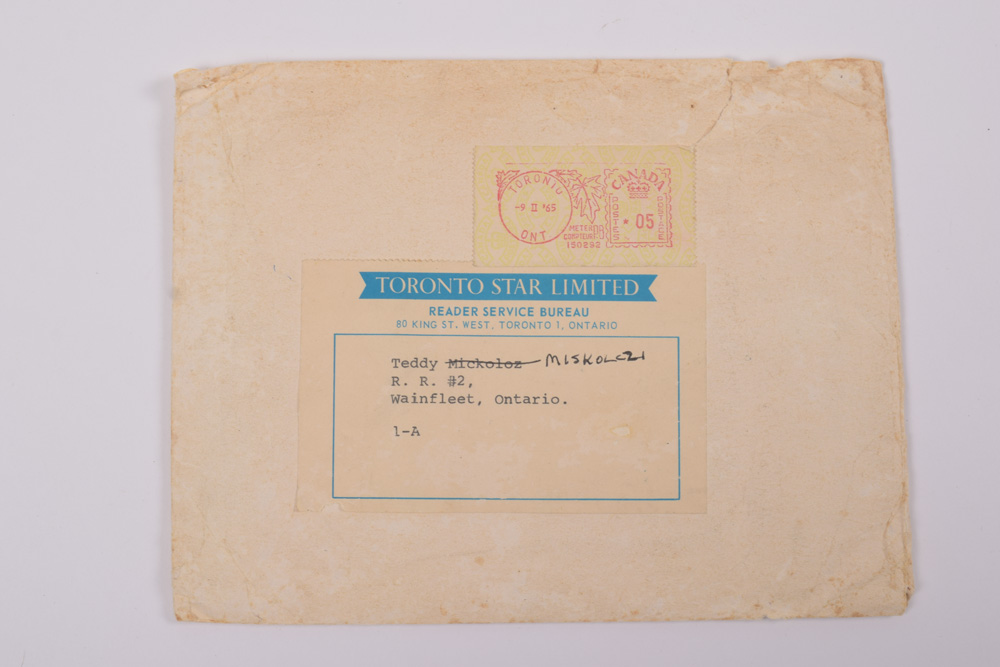 TORONTO
-9 II '65
ONT.
METER
COMPTEUR
150292
CANADA
POSTES
POSTAGE
• 05
TORONTO STAR LIMITED
READER SERVICE BUREAU
80 KING ST. WEST, TORONTO 1, ONTARIO
Teddy Mickoloz MISKOLCZI
R. R. #2,
Wainfleet, Ontario.
1-A